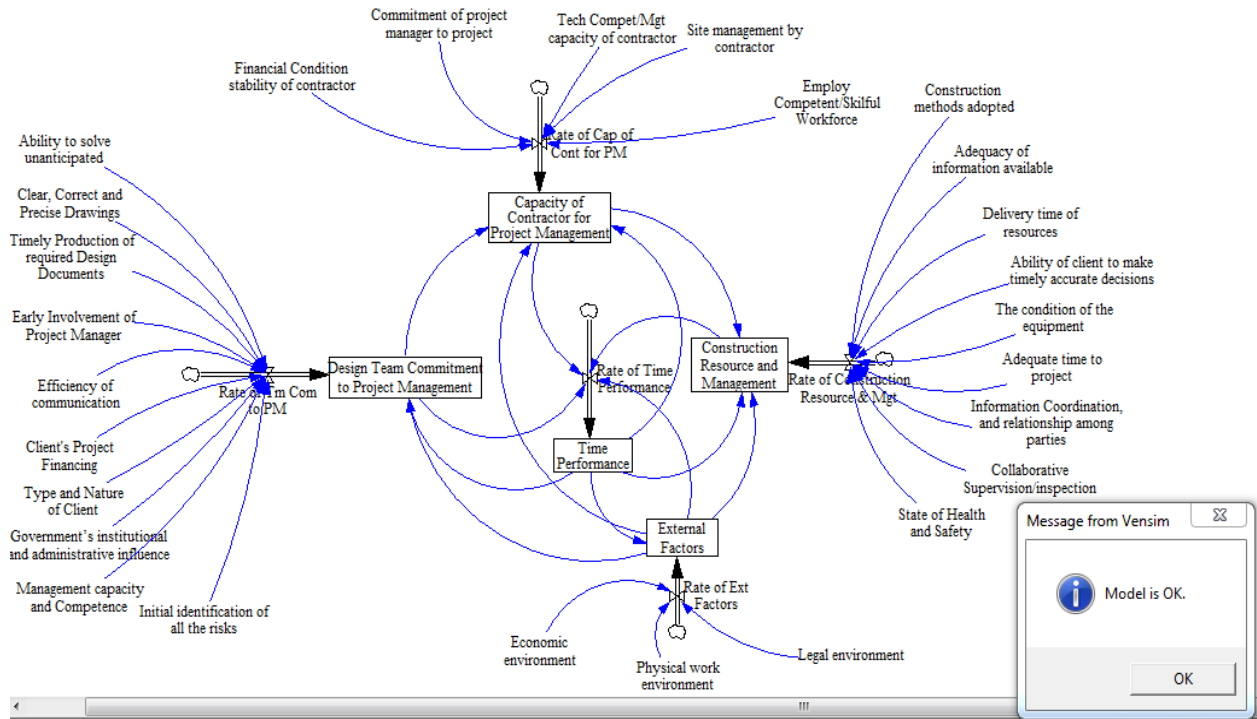 Commitment of project
manager to project
Tech Compet/Mgt
capacity of contractor
Site management by
contractor
Financial Condition
stability of contractor
Employ
Competent/Skilful
Workforce
Construction
methods adopted
Rate of Cap of
Cont for PM
Ability to solve
unanticipated
Adequacy of
information available
Clear, Correct and
Precise Drawings
Capacity of
Contractor for
Project Management
Delivery time of
resources
Timely Production of
required Design
Documents
Ability of client to make
timely accurate decisions
Early Involvement of
Project Manager
The condition of the
equipment
Design Team Commitment
to Project Management
Rate of Time
Performance
Construction
Resource and
Management
Rate of Construction
Resource & Mgt
Adequate time to
project
Rate of Tm Com
to PM
Efficiency of
communication
Information Coordination,
and relationship among
parties
Client's Project
Financing
Time
Performance
Collaborative
Supervision/inspection
Type and Nature
of Client
State of Health
and Safety
Government’s institutional
and administrative influence
External
Factors
Management capacity
and Competence
Initial identification of
all the risks
Rate of Ext
Factors
Economic
environment
Physical work
environment
Legal environment
Message from Vensim
Model is OK.
OK